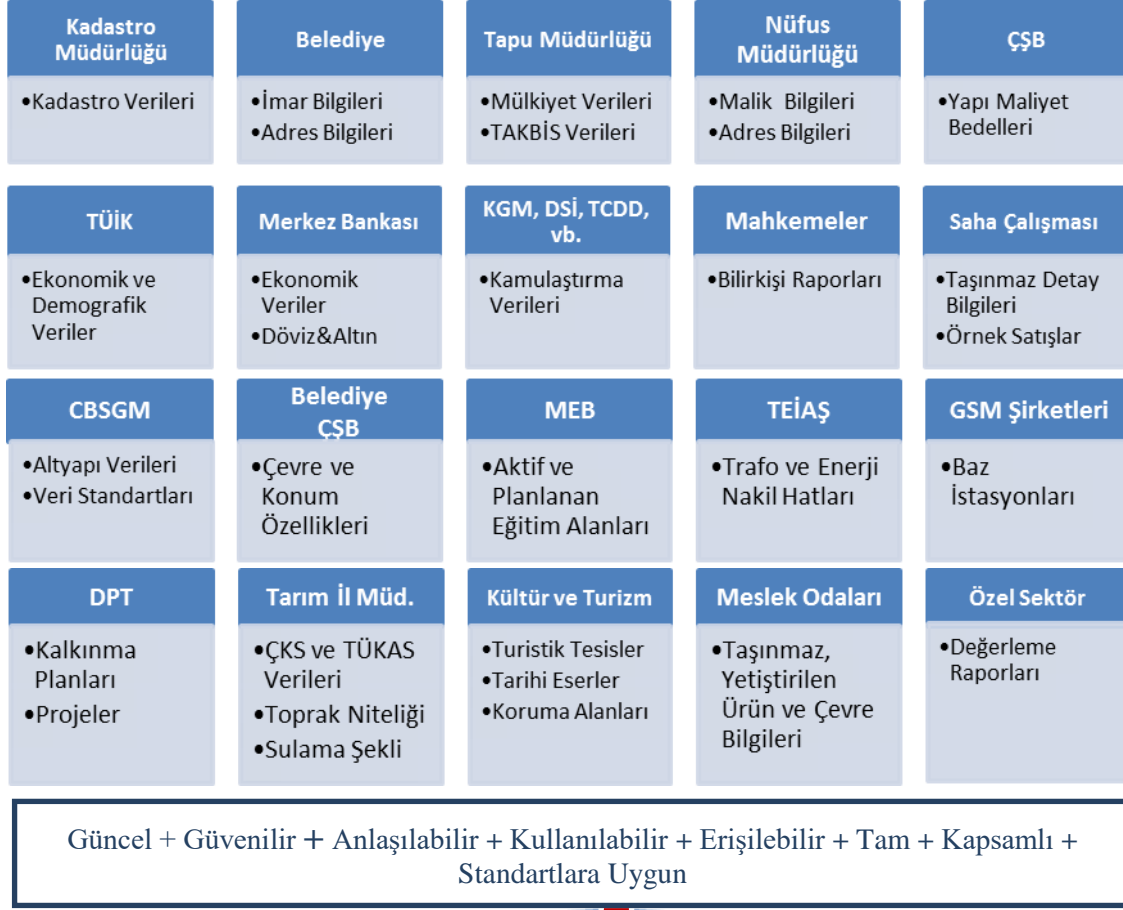 Kadastro
Müdürlüğü
•Kadastro Verileri
Belediye
•İmar Bilgileri
•Adres Bilgileri
Tapu Müdürlüğü
•Mülkiyet Verileri
•TAKBİS Verileri
Nüfus
Müdürlüğü
•Malik Bilgileri
•Adres Bilgileri
ÇŞB
•Yapı Maliyet
Bedelleri
TÜİK
•Ekonomik ve
Demografik
Veriler
Merkez Bankası
•Ekonomik
Veriler
•Döviz&Altın
KGM, DSİ, TCDD,
vb.
•Kamulaştırma
Verileri
Mahkemeler
•Bilirkişi Raporları
Saha Çalışması
•Taşınmaz Detay
Bilgileri
•Örnek Satışlar
CBSGM
•Altyapı Verileri
•Veri Standartları
Belediye
ÇŞB
•Çevre ve
Konum
Özellikleri
MEB
•Aktif ve
Planlanan
Eğitim Alanları
TEİAŞ
•Trafo ve Enerji
Nakil Hatları
GSM Şirketleri
•Baz
İstasyonları
DPT
•Kalkınma
Planları
•Projeler
Tarım İl Müd.
•ÇKS ve TÜKAS
Verileri
•Toprak Niteliği
•Sulama Şekli
Kültür ve Turizm
•Turistik Tesisler
•Tarihi Eserler
•Koruma Alanları
Meslek Odaları
•Taşınmaz,
Yetiştirilen
Ürün ve Çevre
Bilgileri
Özel Sektör
•Değerleme
Raporları
Güncel + Güvenilir + Anlaşılabilir + Kullanılabilir + Erişilebilir + Tam + Kapsamlı +
Standartlara Uygun